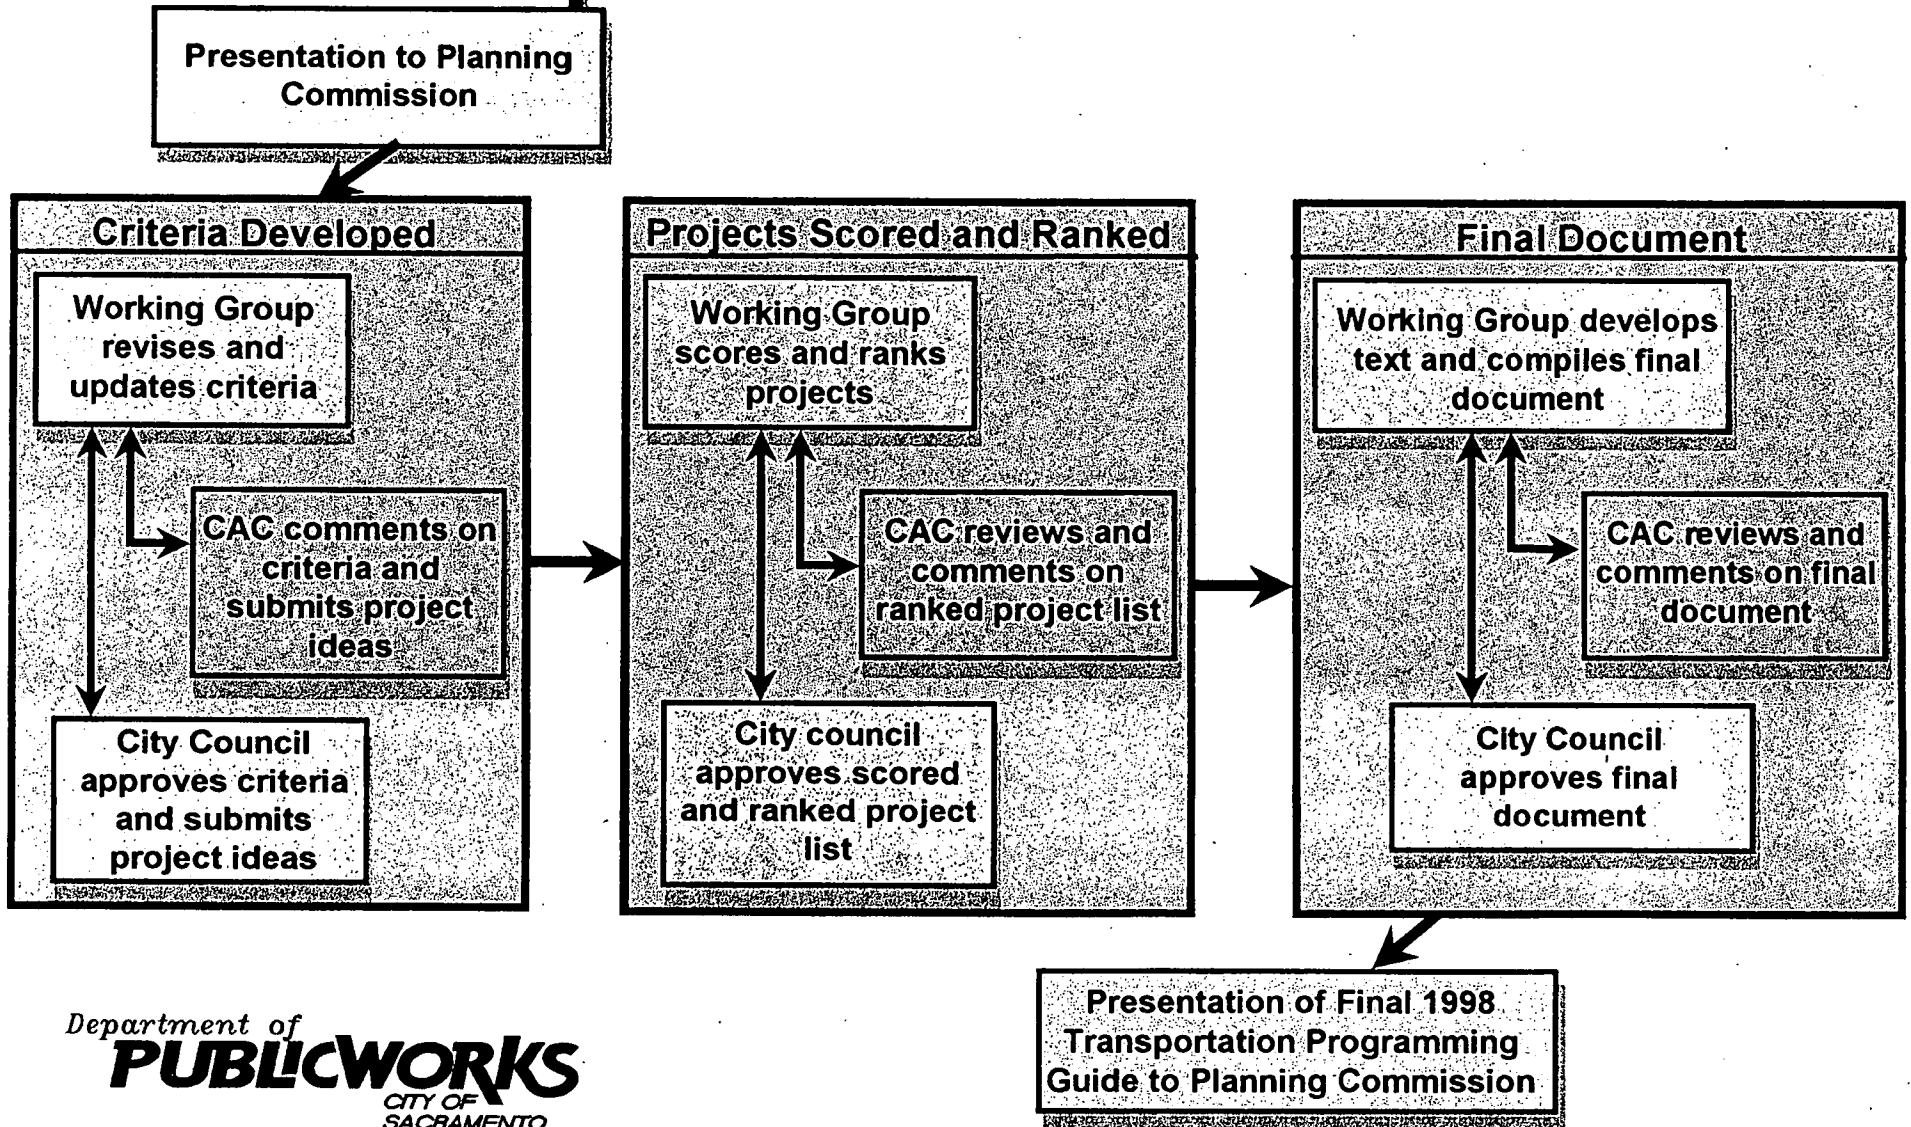 Presentation to Planning
Commission
Criteria Developed
Working Group
revises and
updates criteria
CAC comments on
criteria and
submits project
ideas
City Council
approves criteria
and submits
project ideas
Projects Scored and Ranked
Working Group
scores and ranks
projects
CAC reviews and
comments on
ranked project list
City council
approves scored
and ranked project
list
Final Document
Working Group develops
text and compiles final
document
CAC reviews and
comments on final
document
City Council
approves final
document
Presentation of Final 1998
Transportation Programming
Guide to Planning Commission
Department of
PUBLIC WORKS
CITY OF
SACRAMENTO